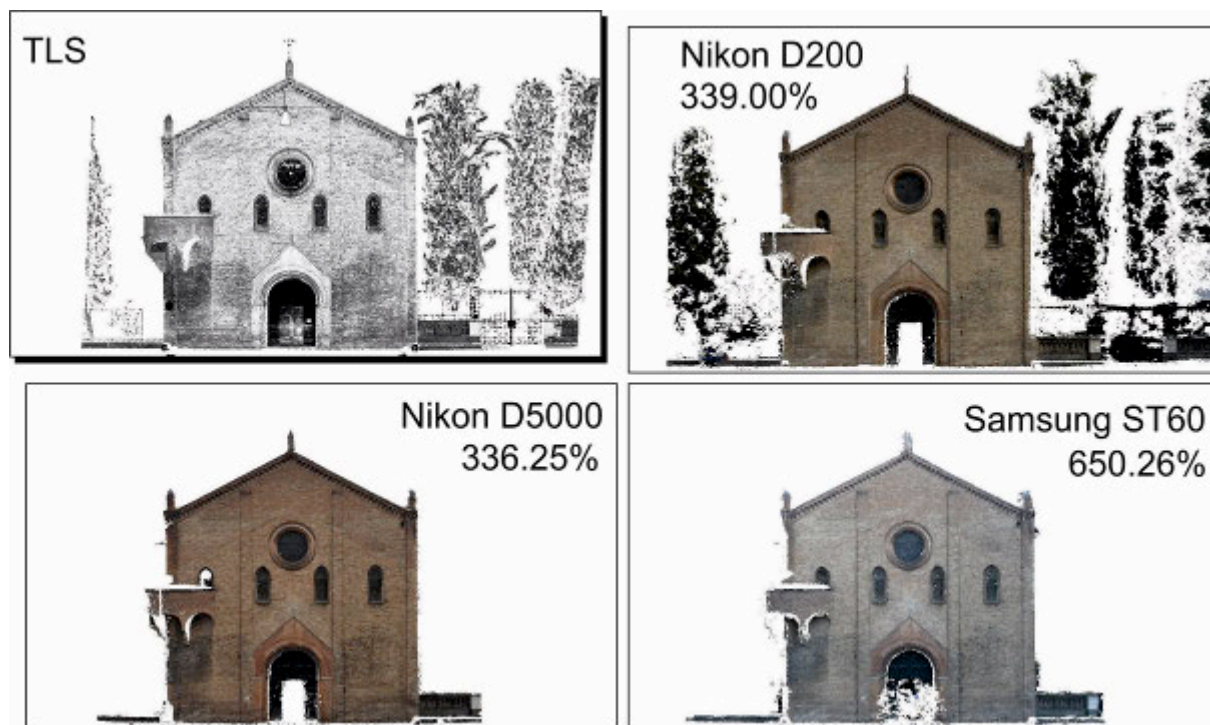 TLS
Nikon D200
339.00%
Nikon D5000
336.25%
Samsung ST60
650.26%